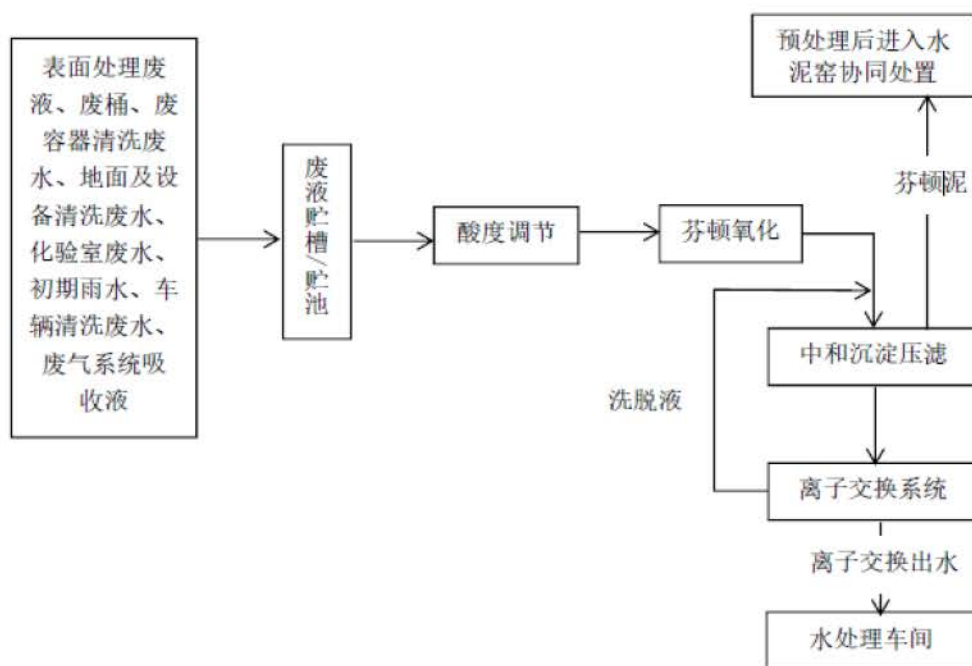 表面处理废
液、废桶、废
容器清洗废
水、地面及设
备清洗废水、
化验室废水、
初期雨水、车
辆清洗废水、
废气系统吸
收液
废液贮槽/贮池
酸度调节
芬顿氧化
预处理后进入水
泥窑协同处置
芬顿泥
中和沉淀压滤
洗脱液
离子交换系统
离子交换出水
水处理车间